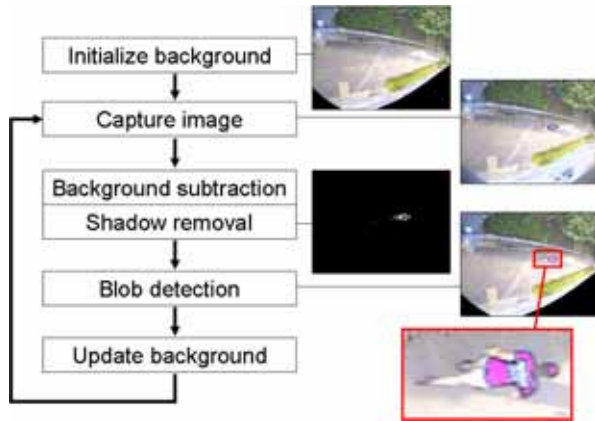 Initialize background
Capture image
Background subtraction
Shadow removal
Blob detection
Update background